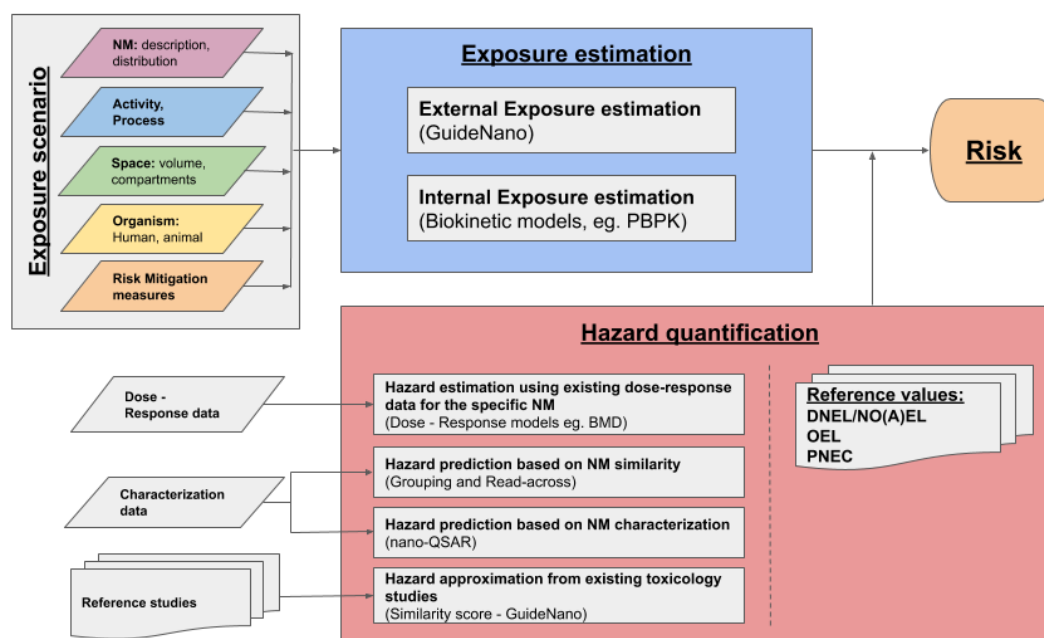 Exposure scenario
NM: description,
distribution
Activity,
Process
Space: volume,
compartments
Organism:
Human, animal
Risk Mitigation
measures
Exposure estimation
External Exposure estimation
(GuideNano)
Internal Exposure estimation
(Biokinetic models, eg. PBPK)
Risk
Hazard quantification
Dose -
Response data
Hazard estimation using existing dose-response
data for the specific NM
(Dose - Response models eg. BMD)
Characterization
data
Hazard prediction based on NM similarity
(Grouping and Read-across)
Hazard prediction based on NM characterization
(nano-QSAR)
Reference studies
Hazard approximation from existing toxicology
studies
(Similarity score - GuideNano)
Reference values:
DNEL/NO(A)EL
OEL
PNEC